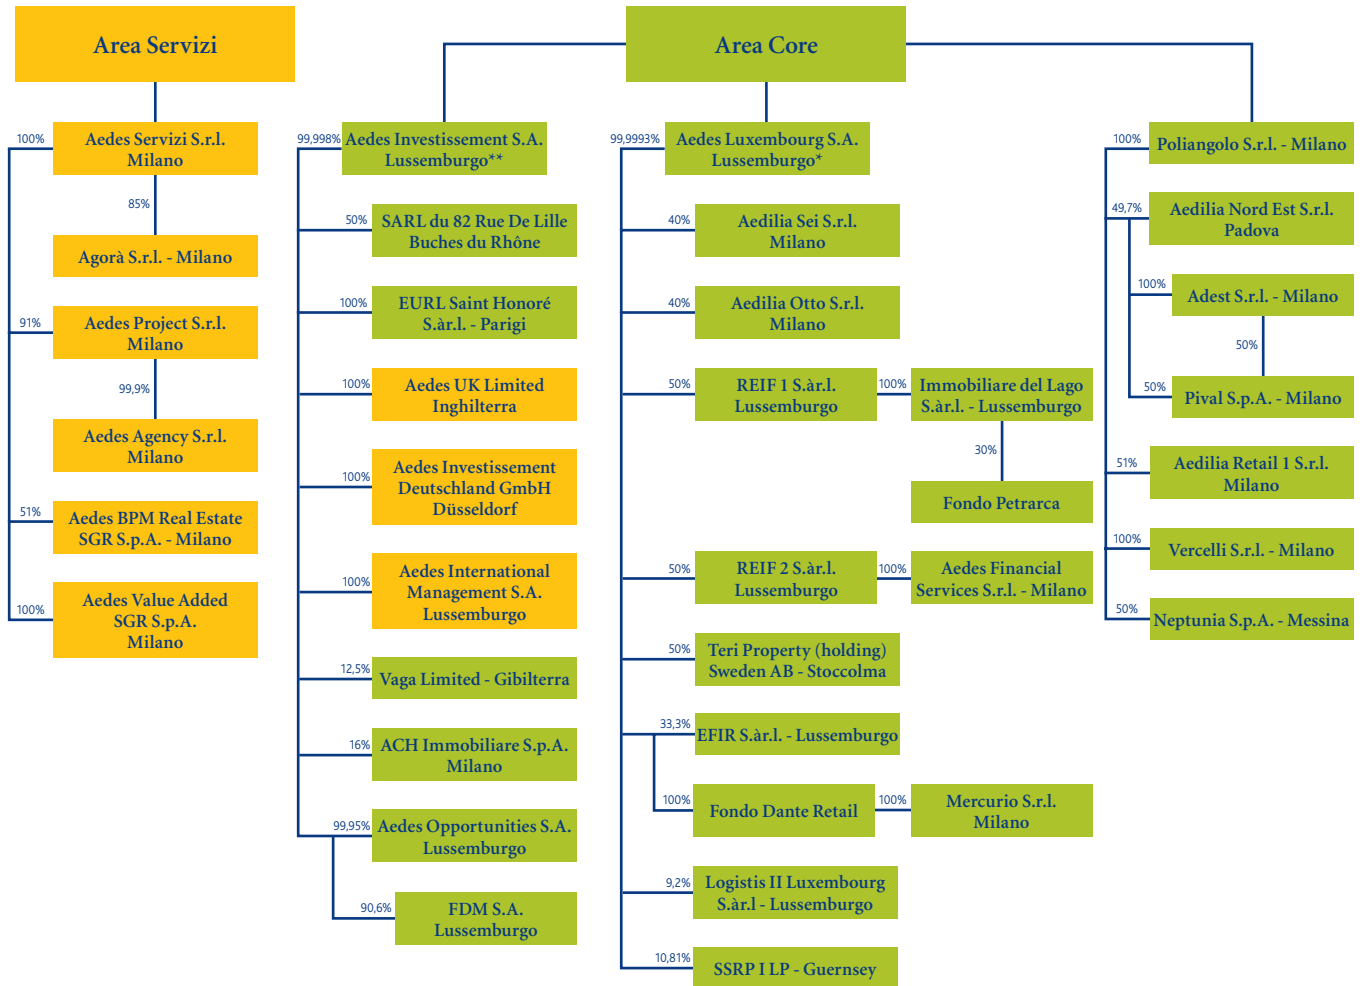 Area Servizi
100%
Aedes Servizi S.r.l.
Milano
85%
Agorà S.r.l. - Milano
91%
Aedes Project S.r.l.
Milano
99,9%
Aedes Agency S.r.l.
Milano
51%
Aedes BPM Real Estate
SGR S.p.A. - Milano
100%
Aedes Value Added
SGR S.p.A.
Milano
Area Core
99,998%
Aedes Investissement S.A.
Lussemburgo**
50%
SARL du 82 Rue De Lille
Buches du Rhône
100%
EURL Saint Honoré
S.àr.l. - Parigi
100%
Aedes UK Limited
Inghilterra
100%
Aedes Investissement
Deutschland GmbH
Düsseldorf
100%
Aedes International
Management S.A.
Lussemburgo
12,5%
Vaga Limited - Gibilterra
16%
ACH Immobiliare S.p.A.
Milano
99,95%
Aedes Opportunities S.A.
Lussemburgo
90,6%
FDM S.A.
Lussemburgo
99,9993%
Aedes Luxembourg S.A.
Lussemburgo*
40%
Aedilia Sei S.r.l.
Milano
40%
Aedilia Otto S.r.l.
Milano
50%
REIF 1 S.àr.l.
Lussemburgo
100%
Immobiliare del Lago
S.àr.l. - Lussemburgo
30%
Fondo Petrarca
50%
REIF 2 S.àr.l.
Lussemburgo
100%
Aedes Financial
Services S.r.l. - Milano
50%
Teri Property (holding)
Sweden AB - Stoccolma
33,3%
EFIR S.àr.l. - Lussemburgo
100%
Fondo Dante Retail
100%
Mercurio S.r.l.
Milano
9,2%
Logistis II Luxembourg
S.àr.l - Lussemburgo
10,81%
SSRP I LP - Guernsey
100%
Poliangolo S.r.l. - Milano
49,7%
Aedilia Nord Est S.r.l.
Padova
100%
Adest S.r.l. - Milano
50%
50%
Pival S.p.A. - Milano
51%
Aedilia Retail 1 S.r.l.
Milano
100%
Vercelli S.r.l. - Milano
50%
Neptunia S.p.A. - Messina